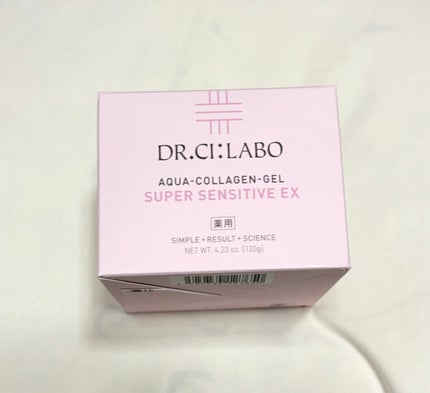 DR.CI:LABO
AQUA-COLLAGEN-GEL
SUPER SENSITIVE EX
薬用
SIMPLE+RESULT+SCIENCE
NET WT. 4.23 oz. [120g]